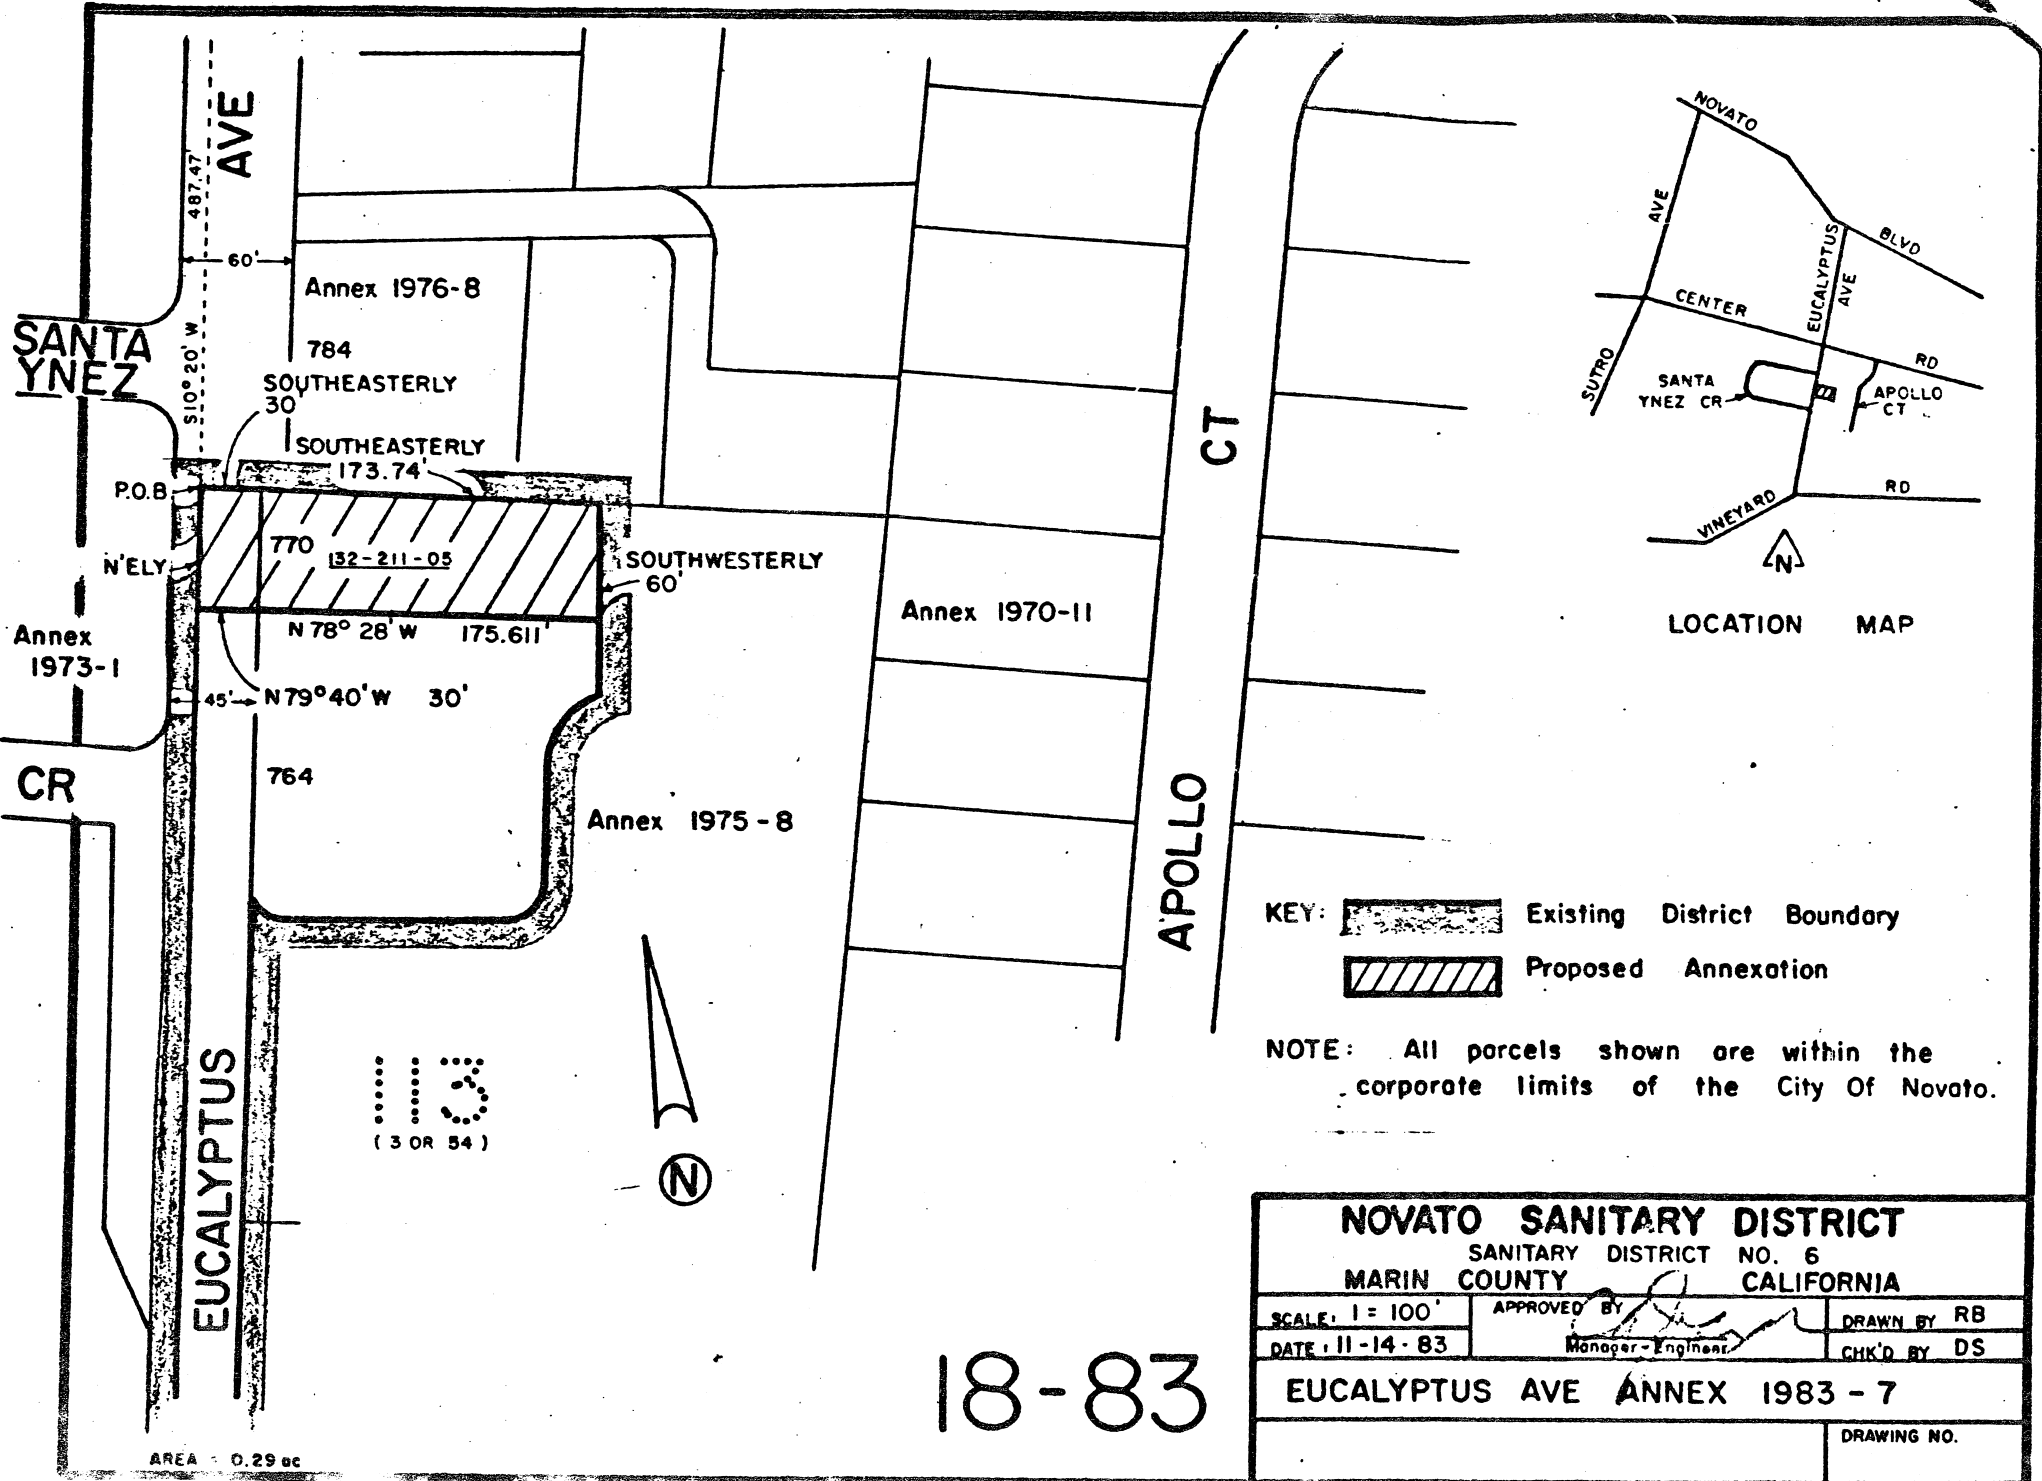 AVE
487.47'
60'
Annex 1976-8
SANTA
YNEZ
S10° 20' W
784
SOUTHEASTERLY
30'
SOUTHEASTERLY
173.74'
P.O.B
770
132-211-05
N'ELY
SOUTHWESTERLY
60'
N 78° 28' W 175.611'
Annex
1973-1
45'
N 79° 40' W 30'
CR
764
Annex 1975-8
Annex 1970-11
CT
APOLLO
EUCALYPTUS
113
(3 OR 54)
N
NOVATO
BLVD
AVE
SUTRO
EUCALYPTUS
AVE
CENTER
RD
SANTA
YNEZ CR
APOLLO
CT
VINEYARD
RD
N
LOCATION MAP
KEY: Existing District Boundary
Proposed Annexation
NOTE: All parcels shown are within the
corporate limits of the City Of Novato.
18-83
NOVATO SANITARY DISTRICT
SANITARY DISTRICT NO. 6
MARIN COUNTY CALIFORNIA
SCALE: 1 = 100'
APPROVED BY
Manager-Engineer
DRAWN BY RB
DATE: 11-14-83
CHK'D BY DS
EUCALYPTUS AVE ANNEX 1983-7
DRAWING NO.
AREA = 0.29 ac